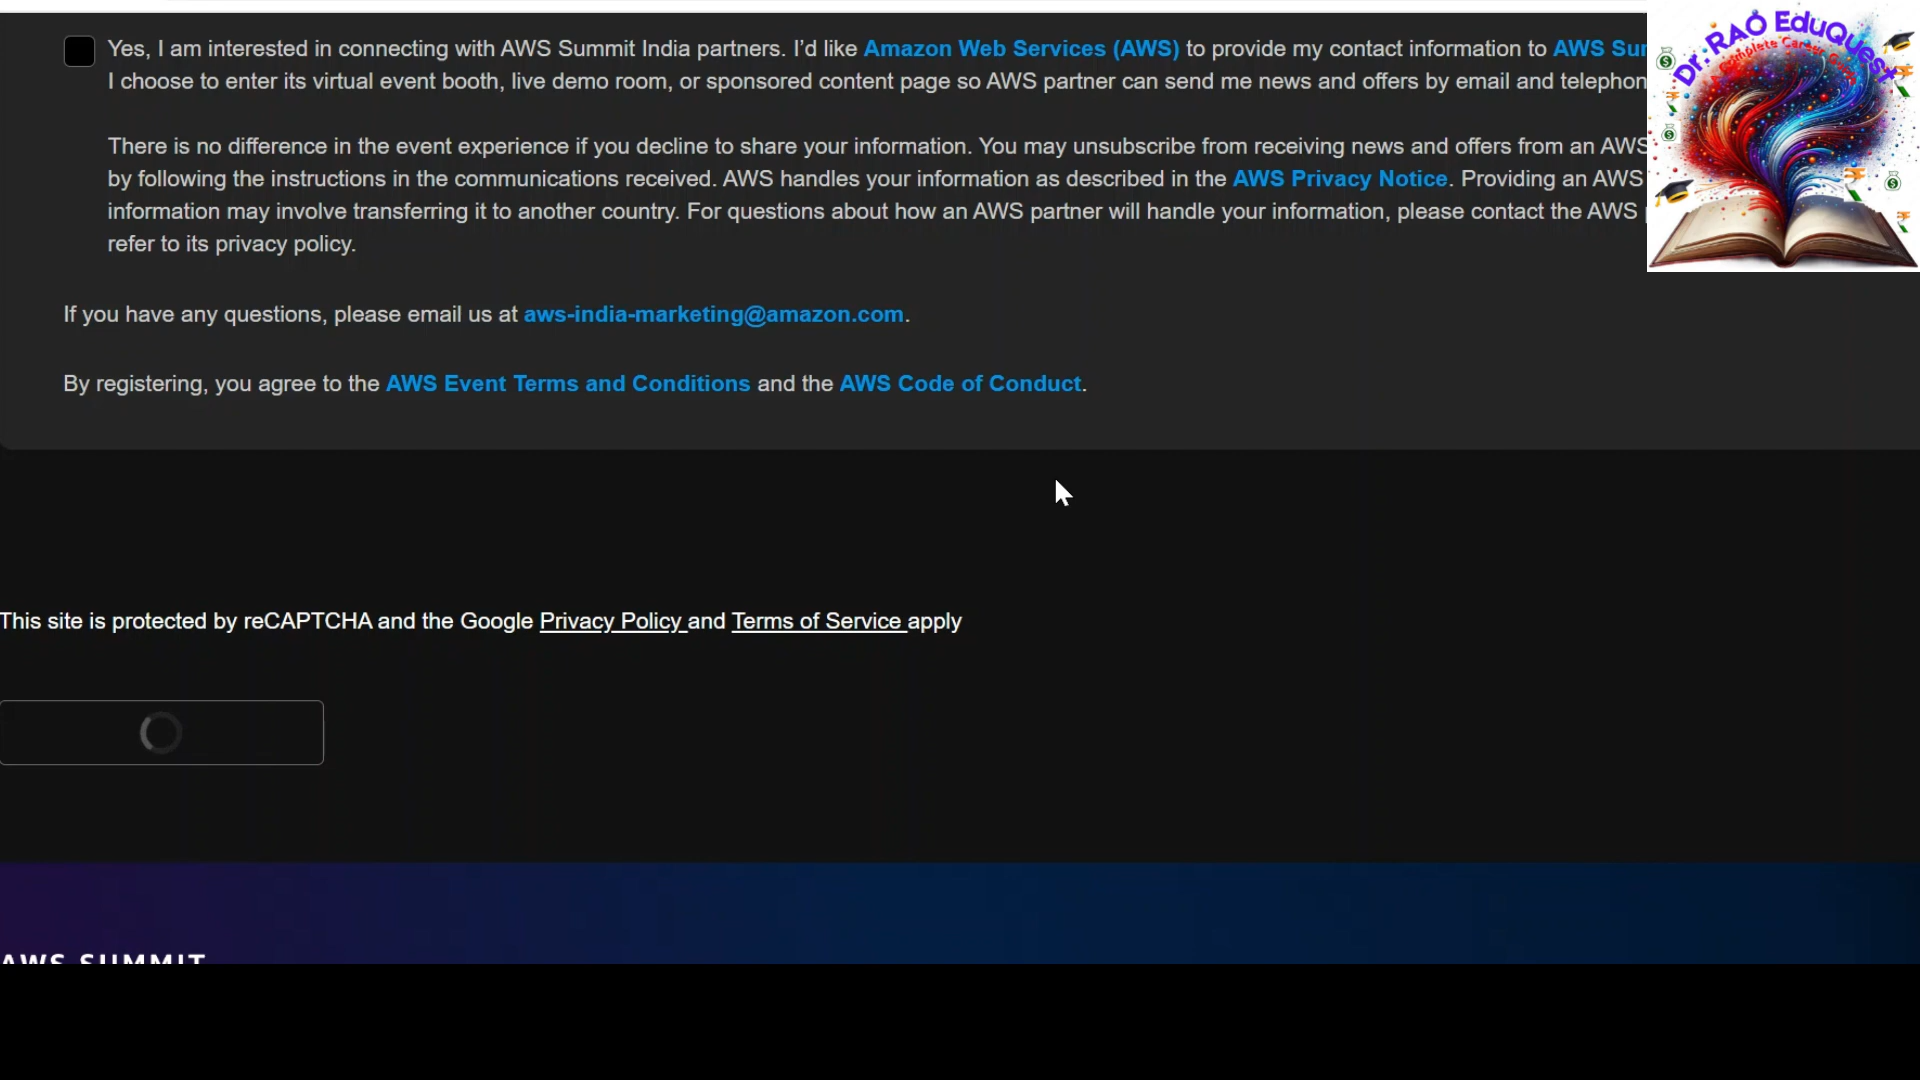 Yes, I am interested in connecting with AWS Summit India partners. I’d like Amazon Web Services (AWS) to provide my contact information to AWS
I choose to enter its virtual event booth, live demo room, or sponsored content page so AWS partner can send me news and offers by email and
There is no difference in the event experience if you decline to share your information. You may unsubscribe from receiving news and offers from an AWS
by following the instructions in the communications received. AWS handles your information as described in the AWS Privacy Notice. Providing an AWS
information may involve transferring it to another country. For questions about how an AWS partner will handle your information, please contact the AWS
refer to its privacy policy.
If you have any questions, please email us at aws-india-marketing@amazon.com.
By registering, you agree to the AWS Event Terms and Conditions and the AWS Code of Conduct.
This site is protected by reCAPTCHA and the Google Privacy Policy and Terms of Service apply
AWS SUMMIT
Dr. RAO EduQuest
Complete Career